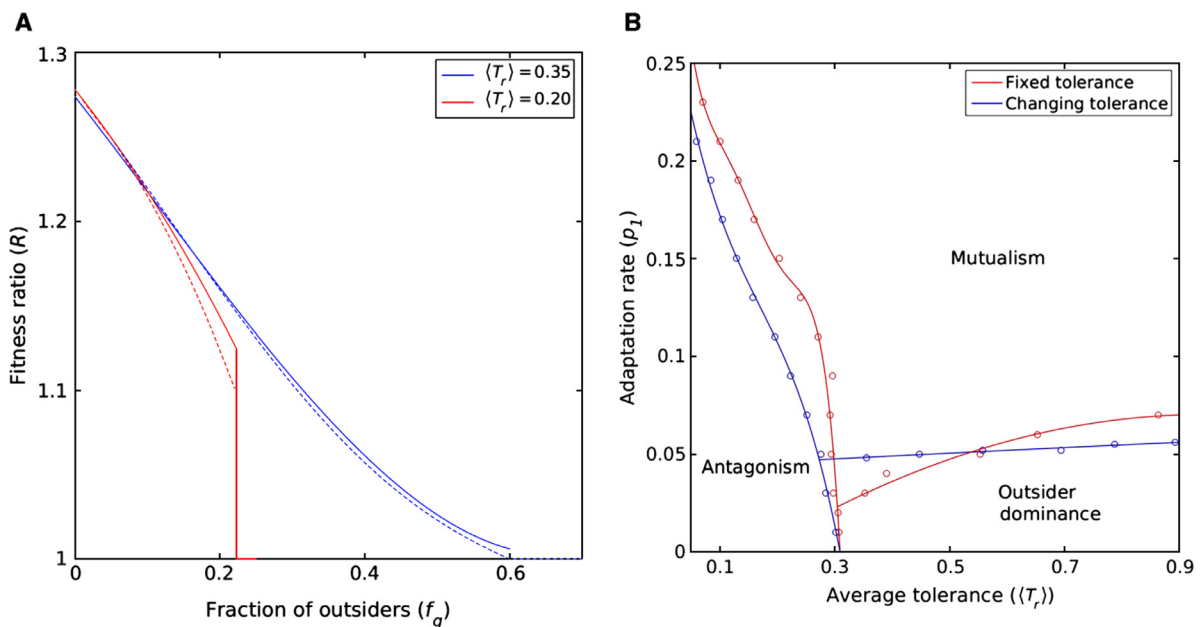 A
1.3
1.2
1.1
1
0
0.2
0.4
0.6
Fitness ratio (R)
Fraction of outsiders (f_g)
⟨T_r⟩ = 0.35
⟨T_r⟩ = 0.20
B
0.25
0.2
0.15
0.1
0.05
0
0.1
0.3
0.5
0.7
0.9
Adaptation rate (p_1)
Average tolerance (⟨T_r⟩)
Fixed tolerance
Changing tolerance
Mutualism
Antagonism
Outsider
dominance